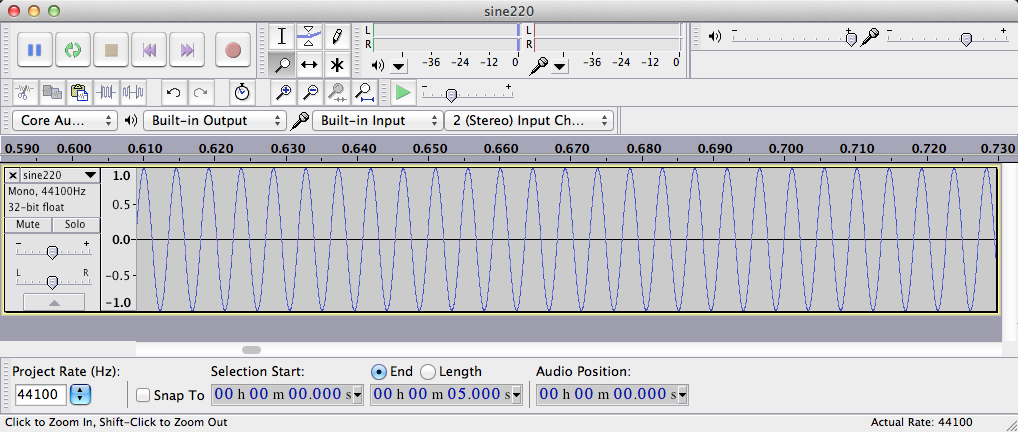 sine220
L
R
-36 -24 -12 0
L
R
-36 -24 -12 0
- +
- +
- +
Core Au... Built-in Output Built-in Input 2 (Stereo) Input Ch...
0.590 0.600 0.610 0.620 0.630 0.640 0.650 0.660 0.670 0.680 0.690 0.700 0.710 0.720 0.730
sine220
Mono, 44100Hz
32-bit float
Mute Solo
- +
L R
1.0
0.5-
0.0-
-0.5-
-1.0
Project Rate (Hz): Selection Start: End Length Audio Position:
44100 Snap To 00 h 00 m 00.000 s 00 h 00 m 05.000 s 00 h 00 m 00.000 s
Click to Zoom In, Shift-Click to Zoom Out Actual Rate: 44100